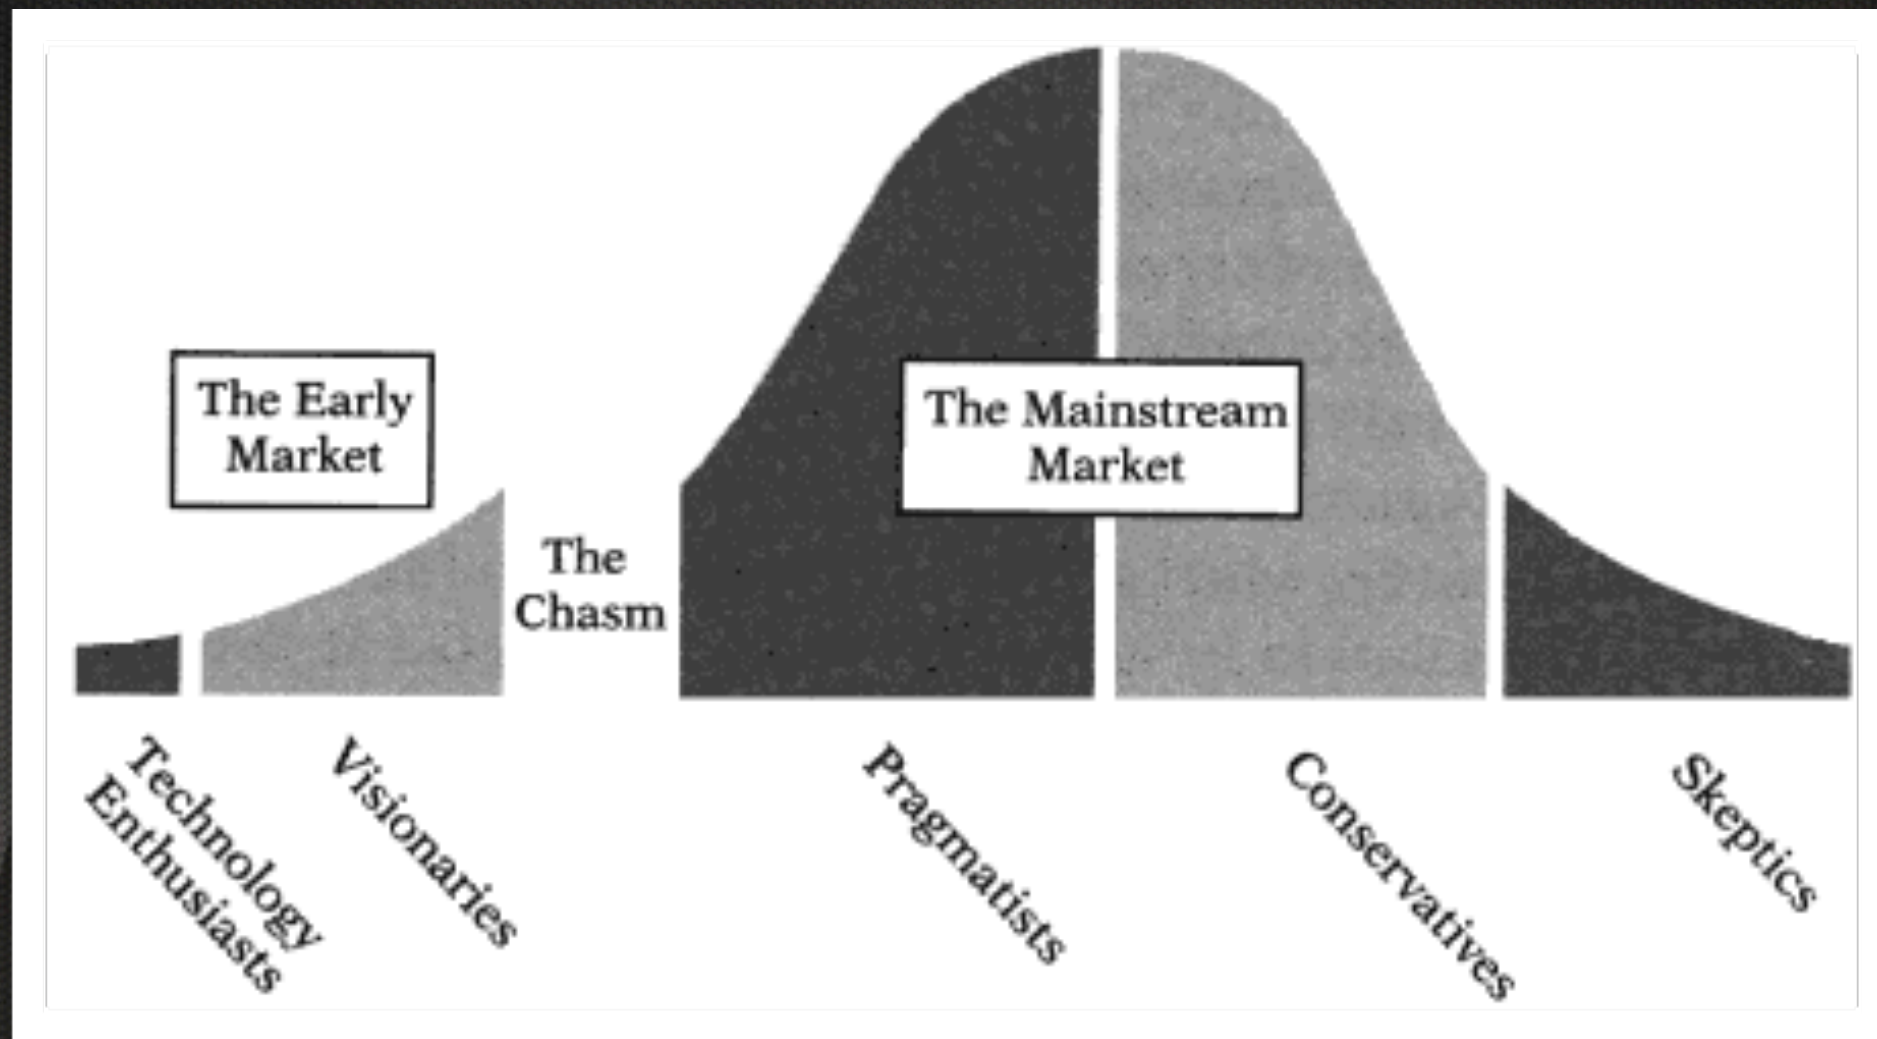 The Early
Market
The
Chasm
The Mainstream
Market
Technology
Enthusiasts
Visionaries
Pragmatists
Conservatives
Skeptics